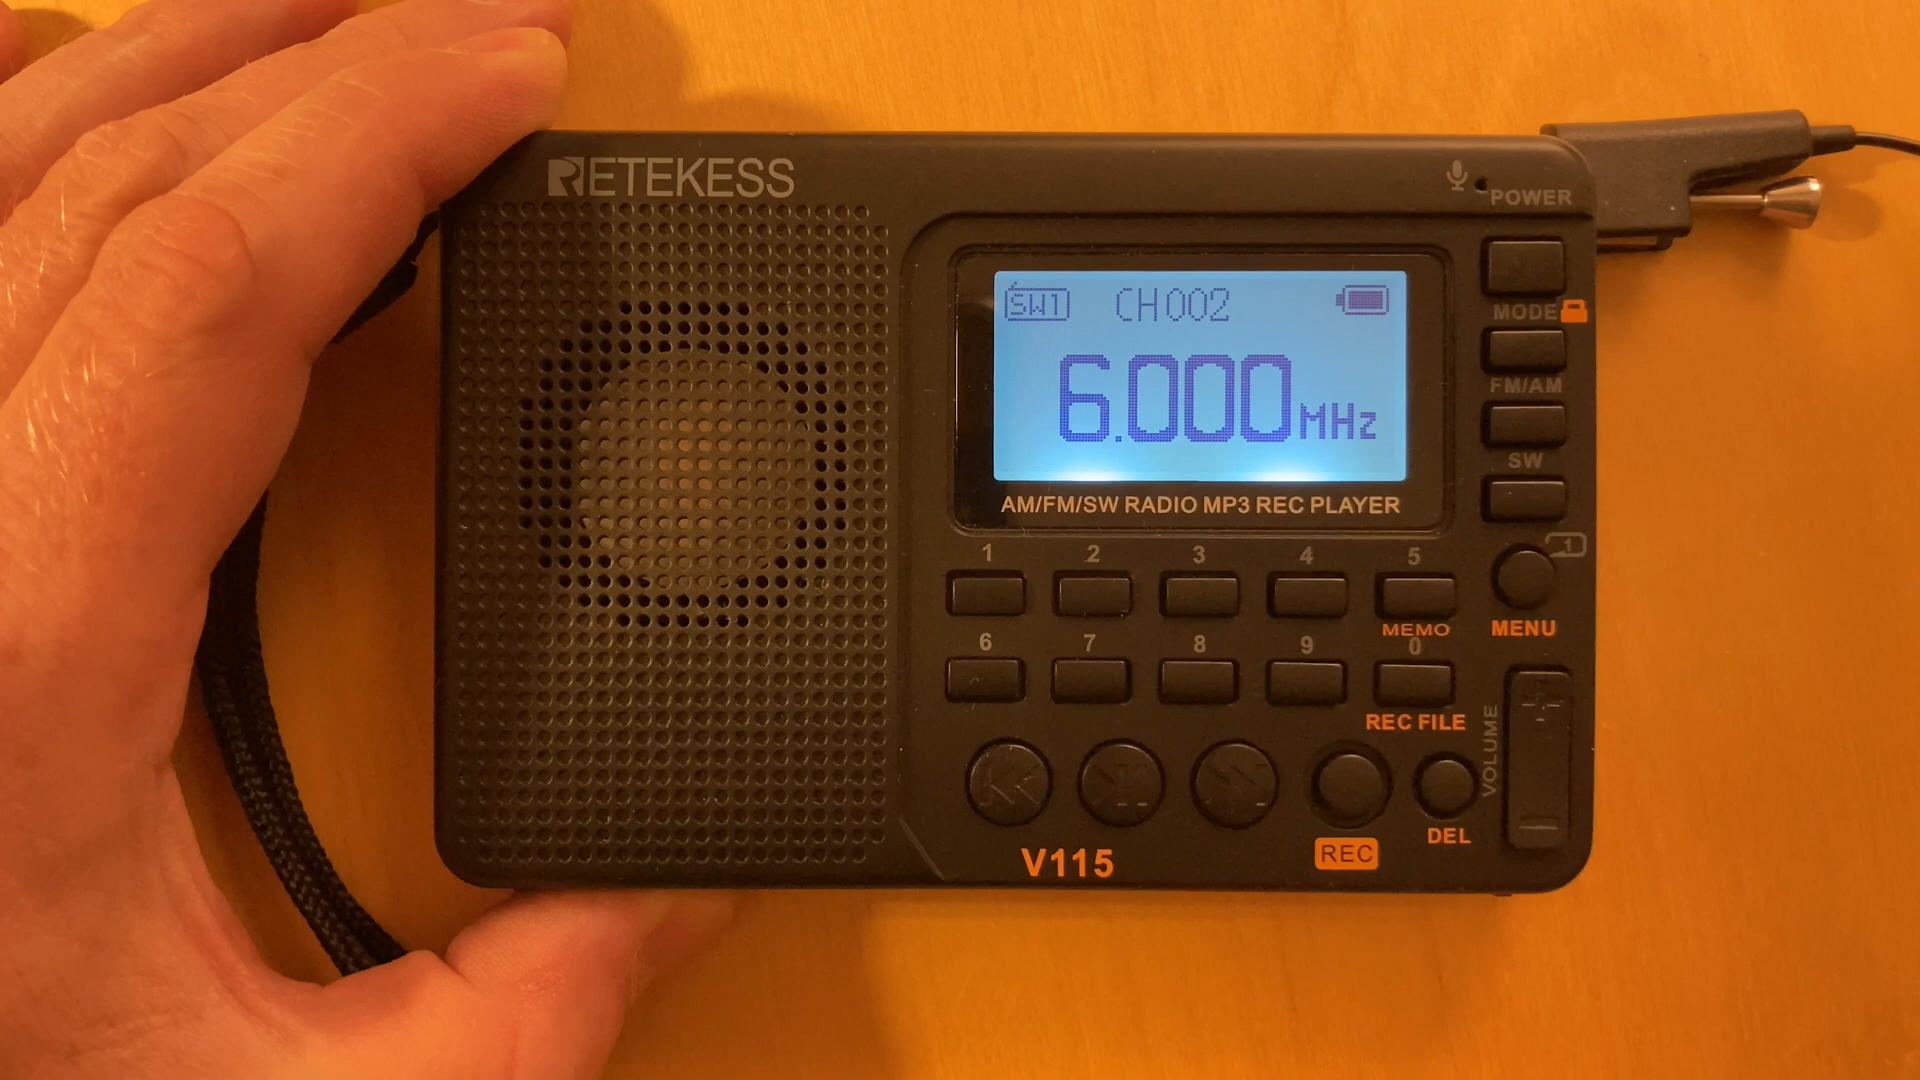 RETEKESS
POWER
SW1 CH002
6.000MHz
MODE
FM/AM
SW
AM/FM/SW RADIO MP3 REC PLAYER
1 2 3 4 5
1
MEMO
MENU
6 7 8 9 0
REC FILE
VOLUME
REC
DEL
V115